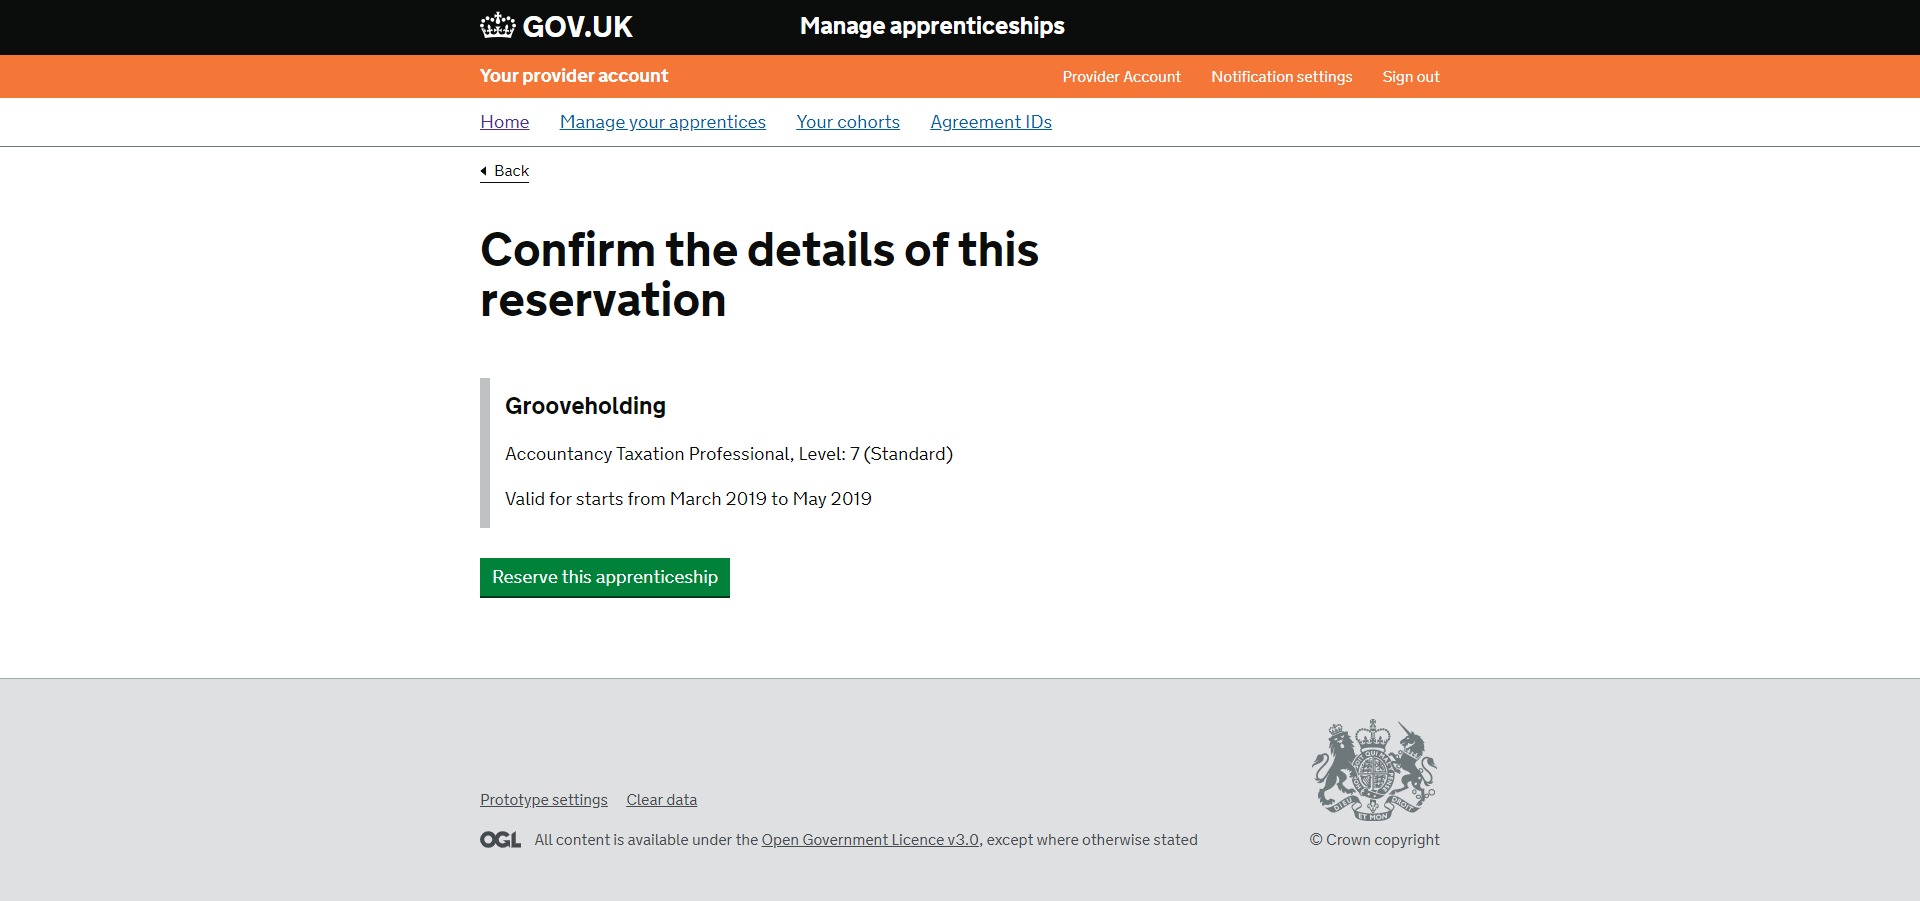 GOV.UK Manage apprenticeships
Your provider account Provider Account Notification settings Sign out
Home Manage your apprentices Your cohorts Agreement IDs
Back
Confirm the details of this
reservation
Grooveholding
Accountancy Taxation Professional, Level: 7 (Standard)
Valid for starts from March 2019 to May 2019
Reserve this apprenticeship
Prototype settings Clear data
OGL All content is available under the Open Government Licence v3.0, except where otherwise stated
DIEU ET MON DROIT
© Crown copyright